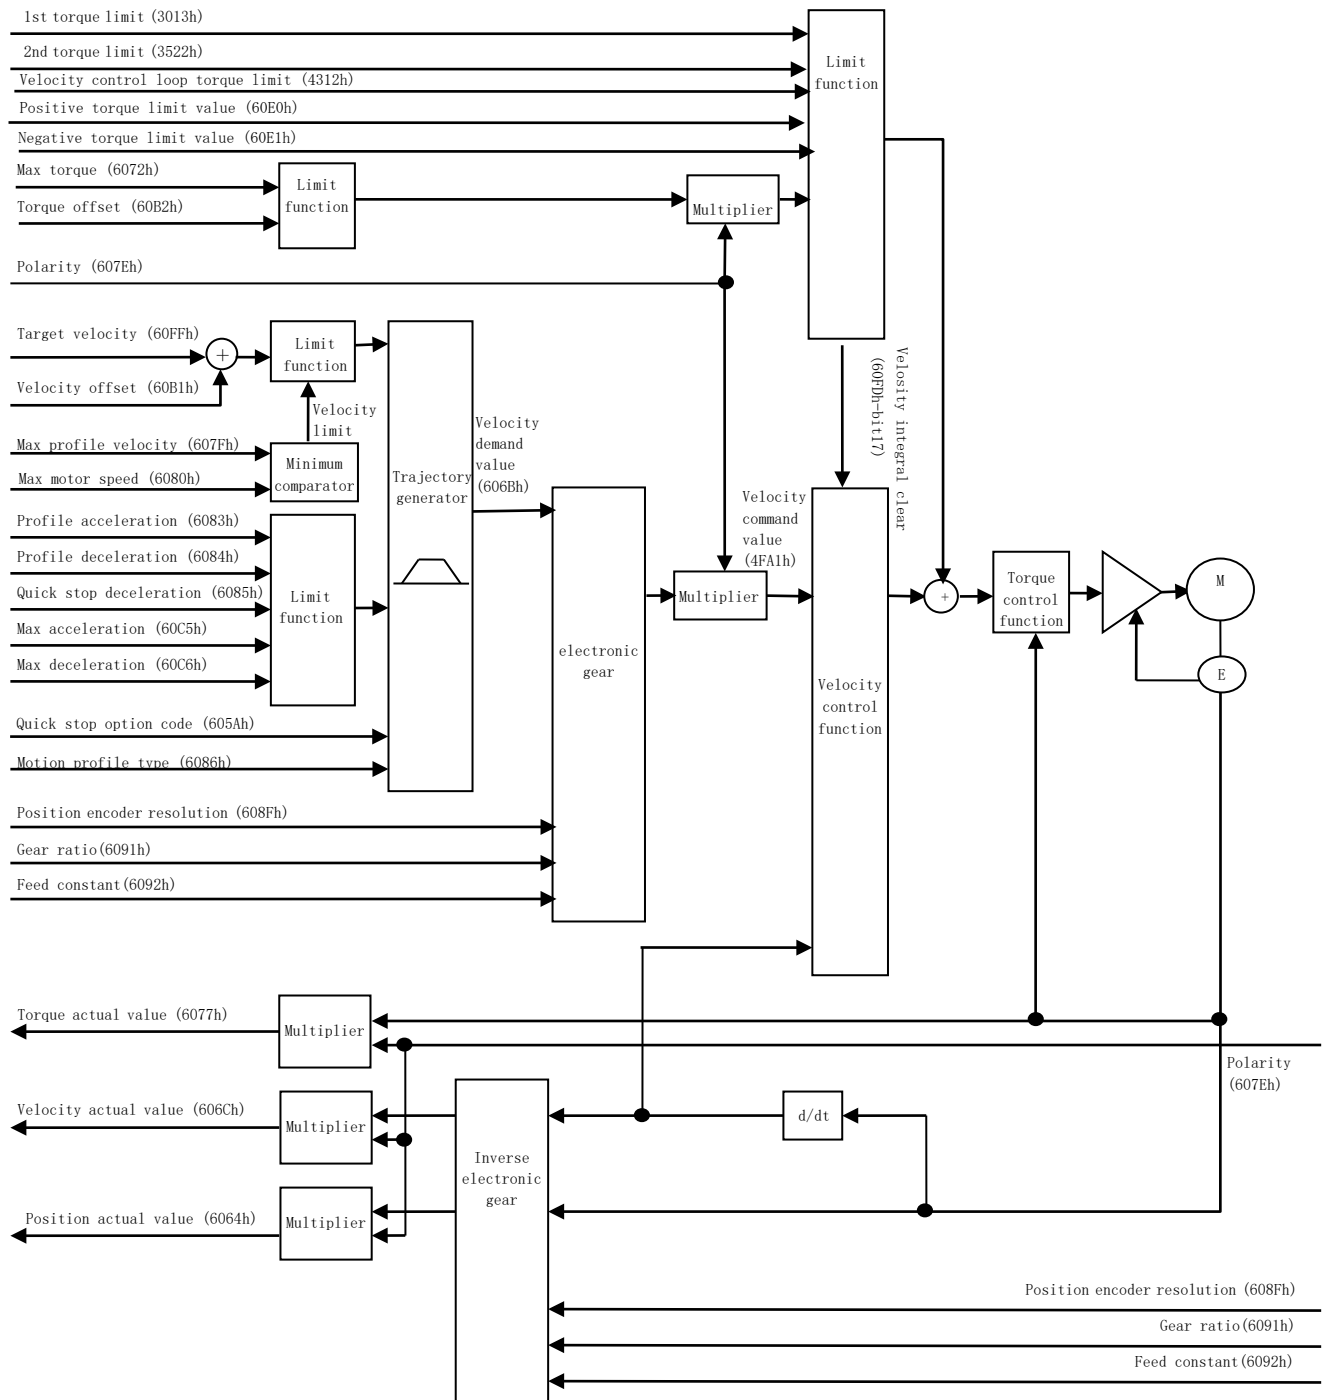 1st torque limit (3013h)
2nd torque limit (3522h)
Velocity control loop torque limit (4312h)
Positive torque limit value (60E0h)
Negative torque limit value (60E1h)
Limit
function
Max torque (6072h)
Torque offset (60B2h)
Limit
function
Multiplier
Polarity (607Eh)
Target velocity (60FFh)
+
Velocity offset (60B1h)
Limit
function
Velocity
limit
Max profile velocity (607Fh)
Max motor speed (6080h)
Minimum
comparator
Profile acceleration (6083h)
Profile deceleration (6084h)
Quick stop deceleration (6085h)
Max acceleration (60C5h)
Max deceleration (60C6h)
Limit
function
Quick stop option code (605Ah)
Motion profile type (6086h)
Trajectory
generator
Velocity
demand
value
(606Bh)
Position encoder resolution (608Fh)
Gear ratio(6091h)
Feed constant(6092h)
electronic
gear
Multiplier
Velocity
command
value
(4FA1h)
Velosity integral clear
(60FDh-bit17)
Velocity
control
function
+
Torque
control
function
M
E
Torque actual value (6077h)
Multiplier
Polarity
(607Eh)
Velocity actual value (606Ch)
Multiplier
d/dt
Inverse
electronic
gear
Position actual value (6064h)
Multiplier
Position encoder resolution (608Fh)
Gear ratio(6091h)
Feed constant(6092h)